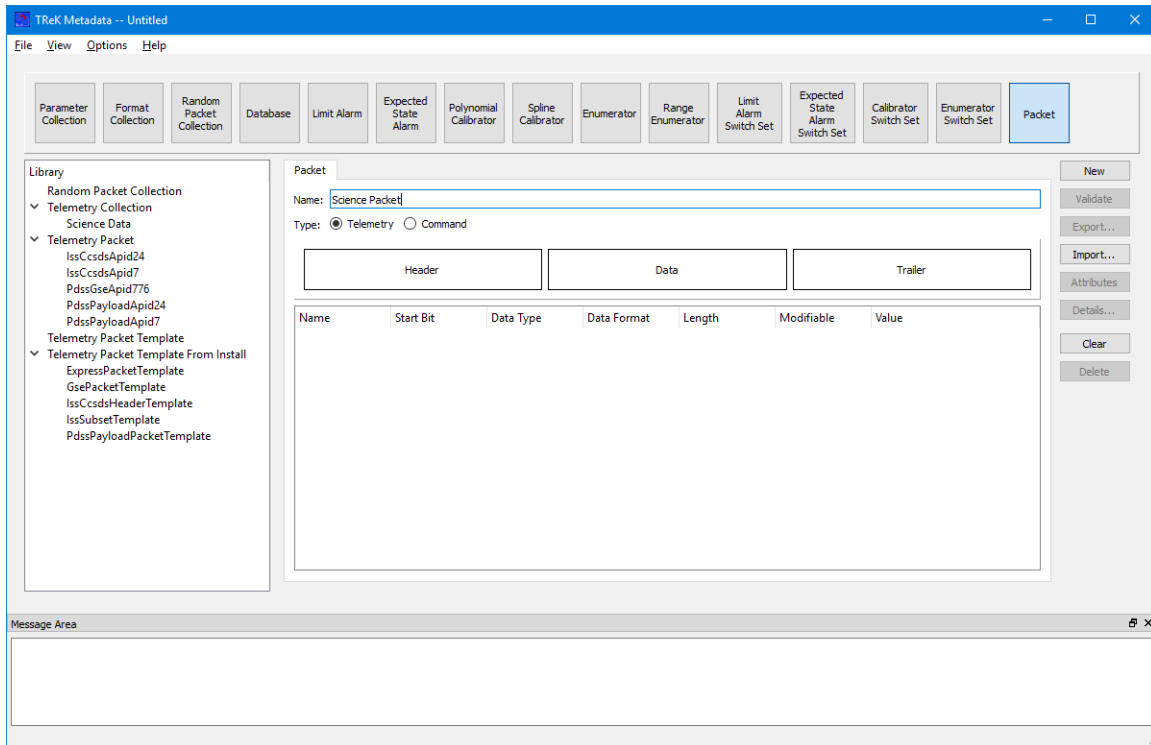 TReK Metadata -- Untitled
File View Options Help
Parameter Collection
Format Collection
Random Packet Collection
Database
Limit Alarm
Expected State Alarm
Polynomial Calibrator
Spline Calibrator
Enumerator
Range Enumerator
Limit Alarm Switch Set
Expected State Alarm Switch Set
Calibrator Switch Set
Enumerator Switch Set
Packet
Library
Random Packet Collection
Telemetry Collection
Science Data
Telemetry Packet
IssCcsdsApid24
IssCcsdsApid7
PdssGseApid776
PdssPayloadApid24
PdssPayloadApid7
Telemetry Packet Template
Telemetry Packet Template From Install
ExpressPacketTemplate
GsePacketTemplate
IssCcsdsHeaderTemplate
IssSubsetTemplate
PdssPayloadPacketTemplate
Packet
Name: Science Packet
Type: Telemetry Command
Header Data Trailer
Name Start Bit Data Type Data Format Length Modifiable Value
New
Validate
Export...
Import...
Attributes
Details...
Clear
Delete
Message Area